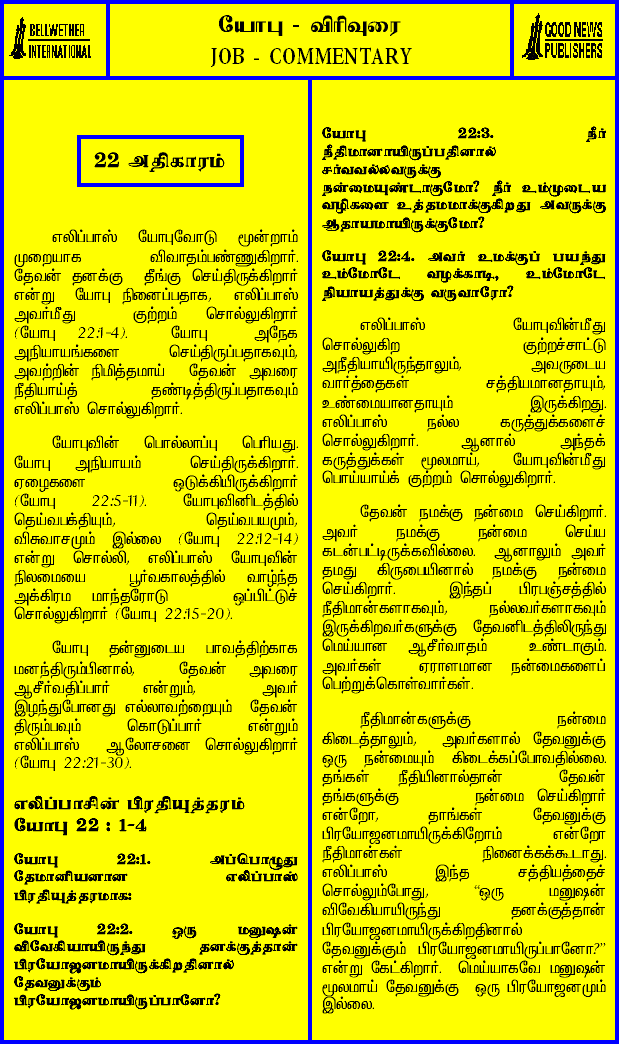 BELLWETHER
INTERNATIONAL
யோபு - விரிவுரை
JOB - COMMENTARY
GOOD NEWS
PUBLISHERS
22 அதிகாரம்
எலிப்பாஸ் யோபுவோடு மூன்றாம்
முறையாக விவாதம்பண்ணுகிறார்.
தேவன் தனக்கு தீங்கு செய்திருக்கிறார்
என்று யோபு நினைப்பதாக, எலிப்பாஸ்
அவர்மீது குற்றம் சொல்லுகிறார்
(யோபு 22:1-4). யோபு அநேக
அநியாயங்களை செய்திருப்பதாகவும்,
அவற்றின் நிமித்தமாய் தேவன் அவரை
நீதியாய்த் தண்டித்திருப்பதாகவும்
எலிப்பாஸ் சொல்லுகிறார்.
யோபுவின் பொல்லாப்பு பெரியது.
யோபு அநியாயம் செய்திருக்கிறார்.
ஏழைகளை ஒடுக்கியிருக்கிறார்
(யோபு 22:5-11). யோபுவினிடத்தில்
தெய்வபக்தியும், தெய்வபயமும்,
விசுவாசமும் இல்லை (யோபு 22:12-14)
என்று சொல்லி, எலிப்பாஸ் யோபுவின்
நிலமையை பூர்வகாலத்தில் வாழ்ந்த
அக்கிரம மாந்தரோடு ஒப்பிட்டுச்
சொல்லுகிறார் (யோபு 22:15-20).
யோபு தன்னுடைய பாவத்திற்காக
மனந்திரும்பினால், தேவன் அவரை
ஆசீர்வதிப்பார் என்றும், அவர்
இழந்துபோனது எல்லாவற்றையும் தேவன்
திரும்பவும் கொடுப்பார் என்றும்
எலிப்பாஸ் ஆலோசனை சொல்லுகிறார்
(யோபு 22:21-30).
எலிப்பாசின் பிரதியுத்தரம்
யோபு 22 : 1-4
யோபு 22:1. அப்பொழுது
தேமானியனான எலிப்பாஸ்
பிரதியுத்தரமாக:
யோபு 22:2. ஒரு மனுஷன்
விவேகியாயிருந்து தனக்குத்தான்
பிரயோஜனமாயிருக்கிறதினால்
தேவனுக்கும்
பிரயோஜனமாயிருப்பானோ?
யோபு 22:3. நீர்
நீதிமானாயிருப்பதினால்
சர்வவல்லவருக்கு
நன்மையுண்டாகுமோ? நீர் உம்முடைய
வழிகளை உத்தமமாக்குகிறது அவருக்கு
ஆதாயமாயிருக்குமோ?
யோபு 22:4. அவர் உமக்குப் பயந்து
உம்மோடே வழக்காடி, உம்மோடே
நியாயத்துக்கு வருவாரோ?
எலிப்பாஸ் யோபுவின்மீது
சொல்லுகிற குற்றச்சாட்டு
அநீதியாயிருந்தாலும், அவருடைய
வார்த்தைகள் சத்தியமானதாயும்,
உண்மையானதாயும் இருக்கிறது.
எலிப்பாஸ் நல்ல கருத்துக்களைச்
சொல்லுகிறார். ஆனால் அந்தக்
கருத்துக்கள் மூலமாய், யோபுவின்மீது
பொய்யாய்க் குற்றம் சொல்லுகிறார்.
தேவன் நமக்கு நன்மை செய்கிறார்.
அவர் நமக்கு நன்மை செய்ய
கடன்பட்டிருக்கவில்லை. ஆனாலும் அவர்
தமது கிருபையினால் நமக்கு நன்மை
செய்கிறார். இந்தப் பிரபஞ்சத்தில்
நீதிமான்களாகவும், நல்லவர்களாகவும்
இருக்கிறவர்களுக்கு தேவனிடத்திலிருந்து
மெய்யான ஆசீர்வாதம் உண்டாகும்.
அவர்கள் ஏராளமான நன்மைகளைப்
பெற்றுக்கொள்வார்கள்.
நீதிமான்களுக்கு நன்மை
கிடைத்தாலும், அவர்களால் தேவனுக்கு
ஒரு நன்மையும் கிடைக்கப்போவதில்லை.
தங்கள் நீதியினால்தான் தேவன்
தங்களுக்கு நன்மை செய்கிறார்
என்றோ, தாங்கள் தேவனுக்கு
பிரயோஜனமாயிருக்கிறோம் என்றோ
நீதிமான்கள் நினைக்கக்கூடாது.
எலிப்பாஸ் இந்த சத்தியத்தைச்
சொல்லும்போது, "ஒரு மனுஷன்
விவேகியாயிருந்து தனக்குத்தான்
பிரயோஜனமாயிருக்கிறதினால்
தேவனுக்கும் பிரயோஜனமாயிருப்பானோ?"
என்று கேட்கிறார். மெய்யாகவே மனுஷன்
மூலமாய் தேவனுக்கு ஒரு பிரயோஜனமும்
இல்லை.